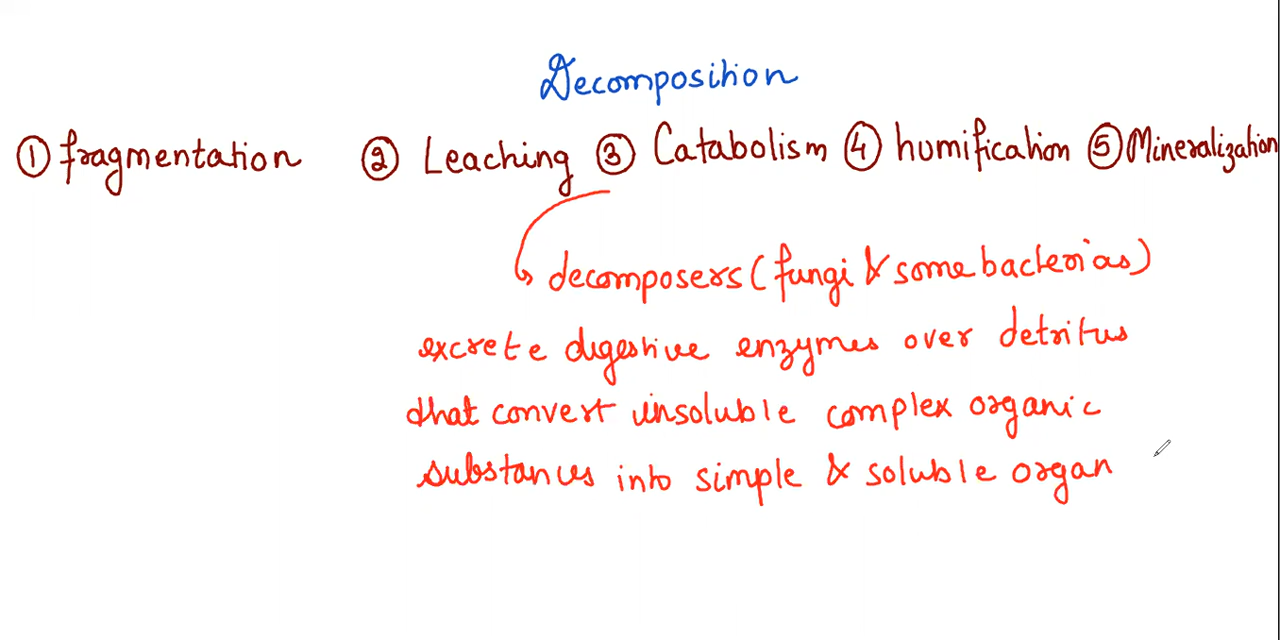 Decomposition
① fragmentation ② Leaching ③ Catabolism ④ humification ⑤ Mineralization
decomposers (fungi & some bacterias)
excrete digestive enzymes over detritus
that convert insoluble complex organic
substances into simple & soluble organ